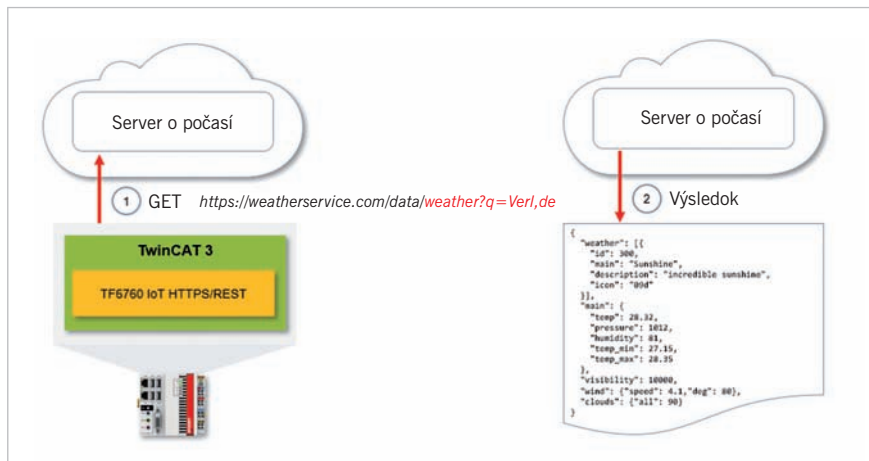 Server o počasí
1 GET https://weatherservice.com/data/weather?q=Verl,de
TwinCAT 3
TF6760 IoT HTTPS/REST
Server o počasí
2 Výsledok
{
"weather": [{
"id": 300,
"main": "Sunshine",
"description": "incredible sunshine",
"icon": "09d"
}],
"main": {
"temp": 28.32,
"pressure": 1012,
"humidity": 81,
"temp_min": 27.15,
"temp_max": 28.35
},
"visibility": 10000,
"wind": {"speed": 4.1,"deg": 80},
"clouds": {"all": 90}
}